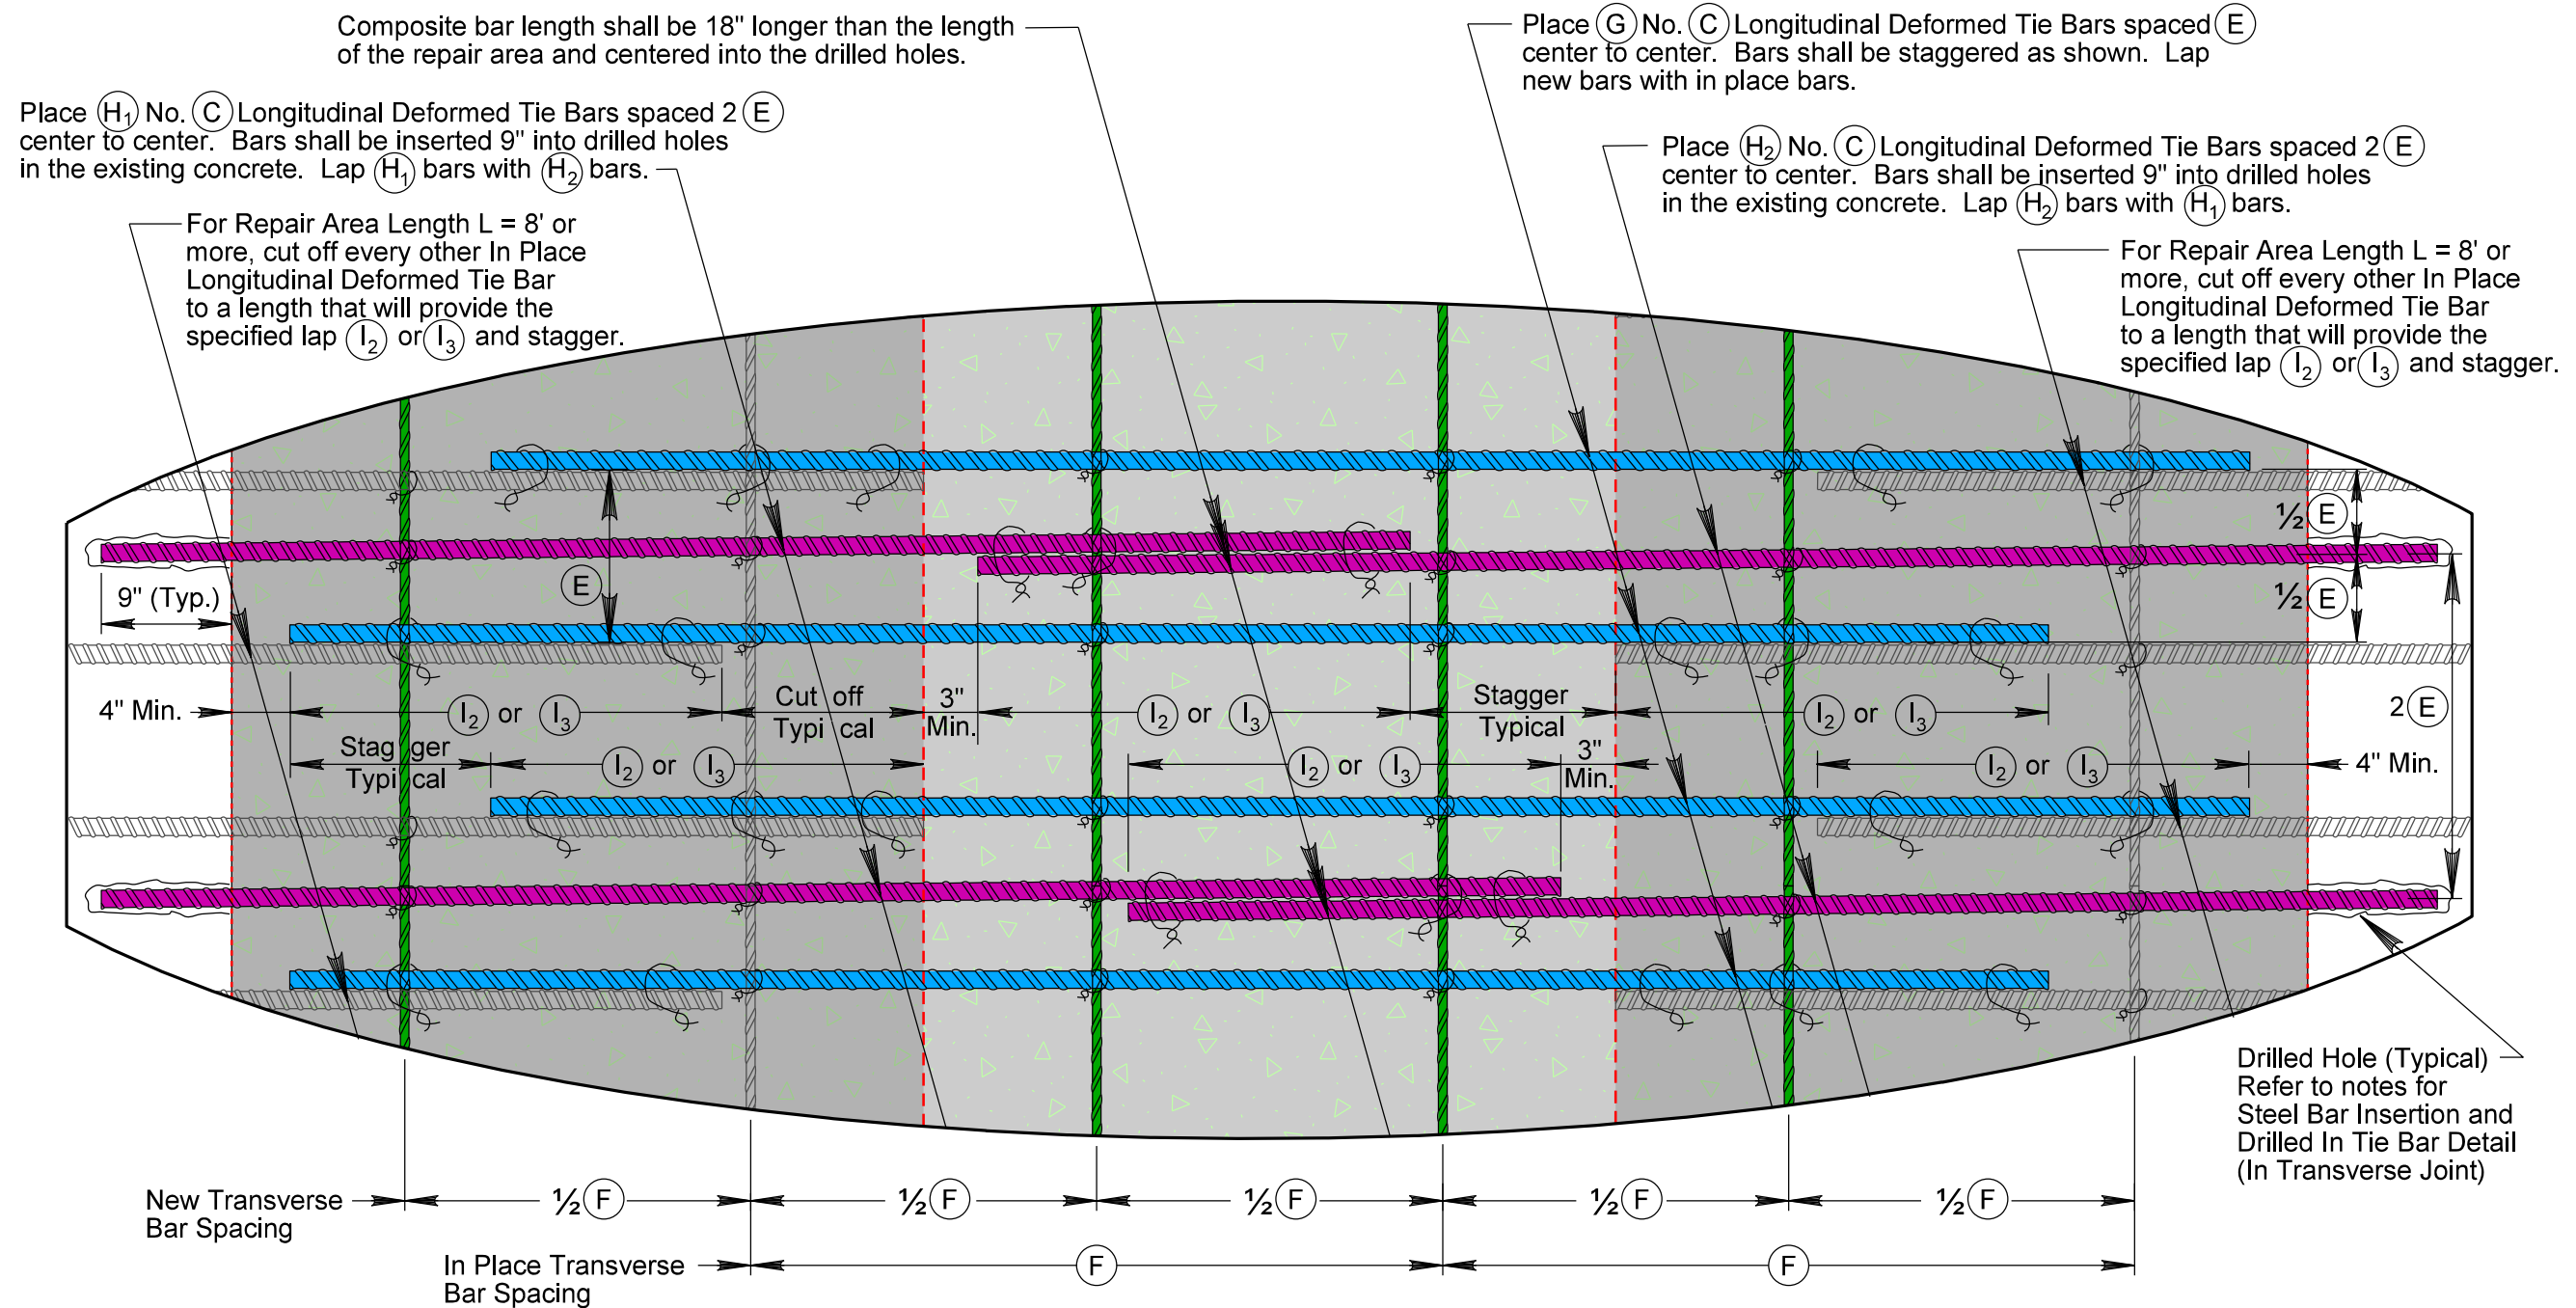 Composite bar length shall be 18" longer than the length
of the repair area and centered into the drilled holes.
Place G No. C Longitudinal Deformed Tie Bars spaced E
center to center. Bars shall be staggered as shown. Lap
new bars with in place bars.
Place H1 No. C Longitudinal Deformed Tie Bars spaced 2 E
center to center. Bars shall be inserted 9" into drilled holes
in the existing concrete. Lap H1 bars with H2 bars.
Place H2 No. C Longitudinal Deformed Tie Bars spaced 2 E
center to center. Bars shall be inserted 9" into drilled holes
in the existing concrete. Lap H2 bars with H1 bars.
For Repair Area Length L = 8' or
more, cut off every other In Place
Longitudinal Deformed Tie Bar
to a length that will provide the
specified lap I2 or I3 and stagger.
For Repair Area Length L = 8' or
more, cut off every other In Place
Longitudinal Deformed Tie Bar
to a length that will provide the
specified lap I2 or I3 and stagger.
½ E
E
9" (Typ.)
½ E
4" Min.
I2 or I3
Cut off
Typi cal
3"
Min.
I2 or I3
Stagger
Typical
I2 or I3
2 E
Stag gger
Typi cal
I2 or I3
I2 or I3
3"
Min.
I2 or I3
4" Min.
Drilled Hole (Typical)
Refer to notes for
Steel Bar Insertion and
Drilled In Tie Bar Detail
(In Transverse Joint)
New Transverse
Bar Spacing
½ F
½ F
½ F
½ F
½ F
In Place Transverse
Bar Spacing
F
F